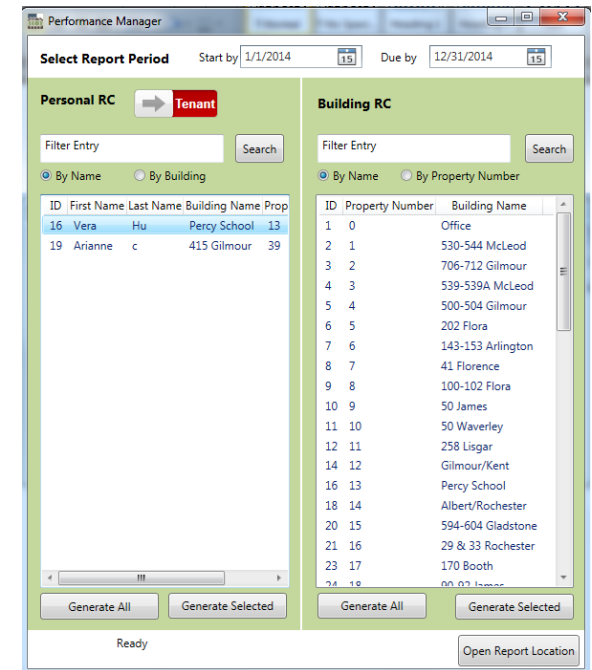 Performance Manager
Select Report Period Start by 1/1/2014 15 Due by 12/31/2014 15
Personal RC Tenant
Filter Entry Search
By Name By Building
ID First Name Last Name Building Name Prop
16 Vera Hu Percy School 13
19 Arianne c 415 Gilmour 39
Generate All Generate Selected
Building RC
Filter Entry Search
By Name By Property Number
ID Property Number Building Name
1 0 Office
2 1 530-544 McLeod
3 2 706-712 Gilmour
4 3 539-539A McLeod
5 4 500-504 Gilmour
6 5 202 Flora
7 6 143-153 Arlington
8 7 41 Florence
9 8 100-102 Flora
10 9 50 James
11 10 50 Waverley
12 11 258 Lisgar
14 12 Gilmour/Kent
16 13 Percy School
18 14 Albert/Rochester
20 15 594-604 Gladstone
21 16 29 & 33 Rochester
23 17 170 Booth
24 18 90-92 James
Generate All Generate Selected
Ready
Open Report Location